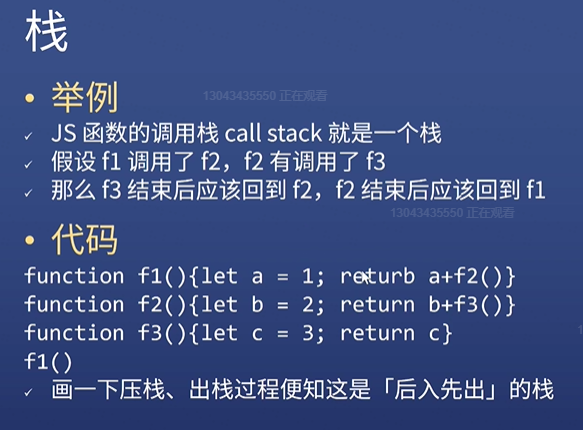 栈
• 举例
13043435550 正在观看
✓ JS 函数的调用栈 call stack 就是一个栈
✓ 假设 f1 调用了 f2，f2 有调用了 f3
✓ 那么 f3 结束后应该回到 f2，f2 结束后应该回到 f1
13043435550 正在观看
• 代码
function f1(){let a = 1; returb a+f2()}
function f2(){let b = 2; return b+f3()}
function f3(){let c = 3; return c}
f1()
✓ 画一下压栈、出栈过程便知这是「后入先出」的栈